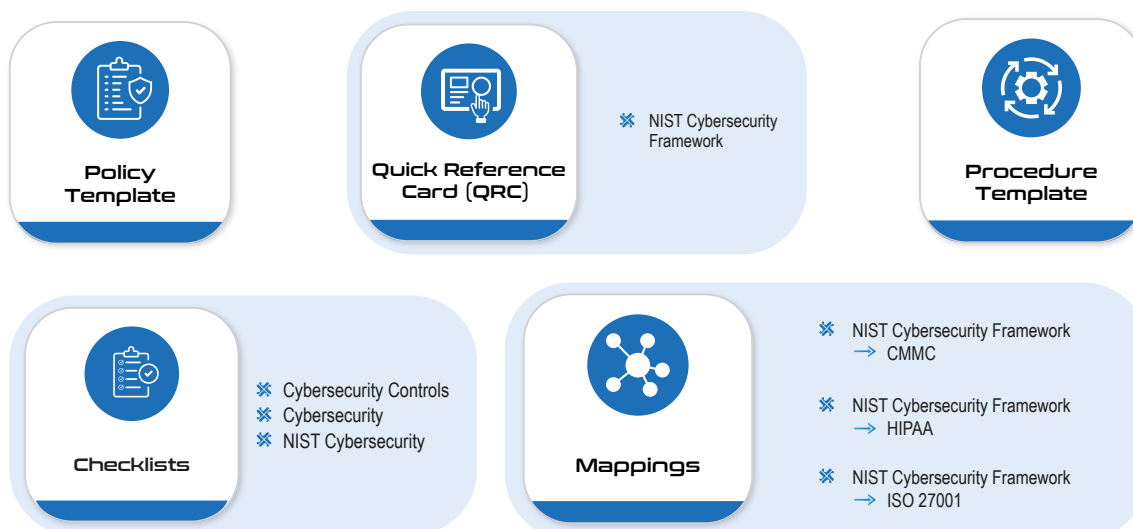 Policy
Template
Quick Reference
Card (QRC)
NIST Cybersecurity
Framework
Procedure
Template
Checklists
Cybersecurity Controls
Cybersecurity
NIST Cybersecurity
Mappings
NIST Cybersecurity Framework
→ CMMC
NIST Cybersecurity Framework
→ HIPAA
NIST Cybersecurity Framework
→ ISO 27001